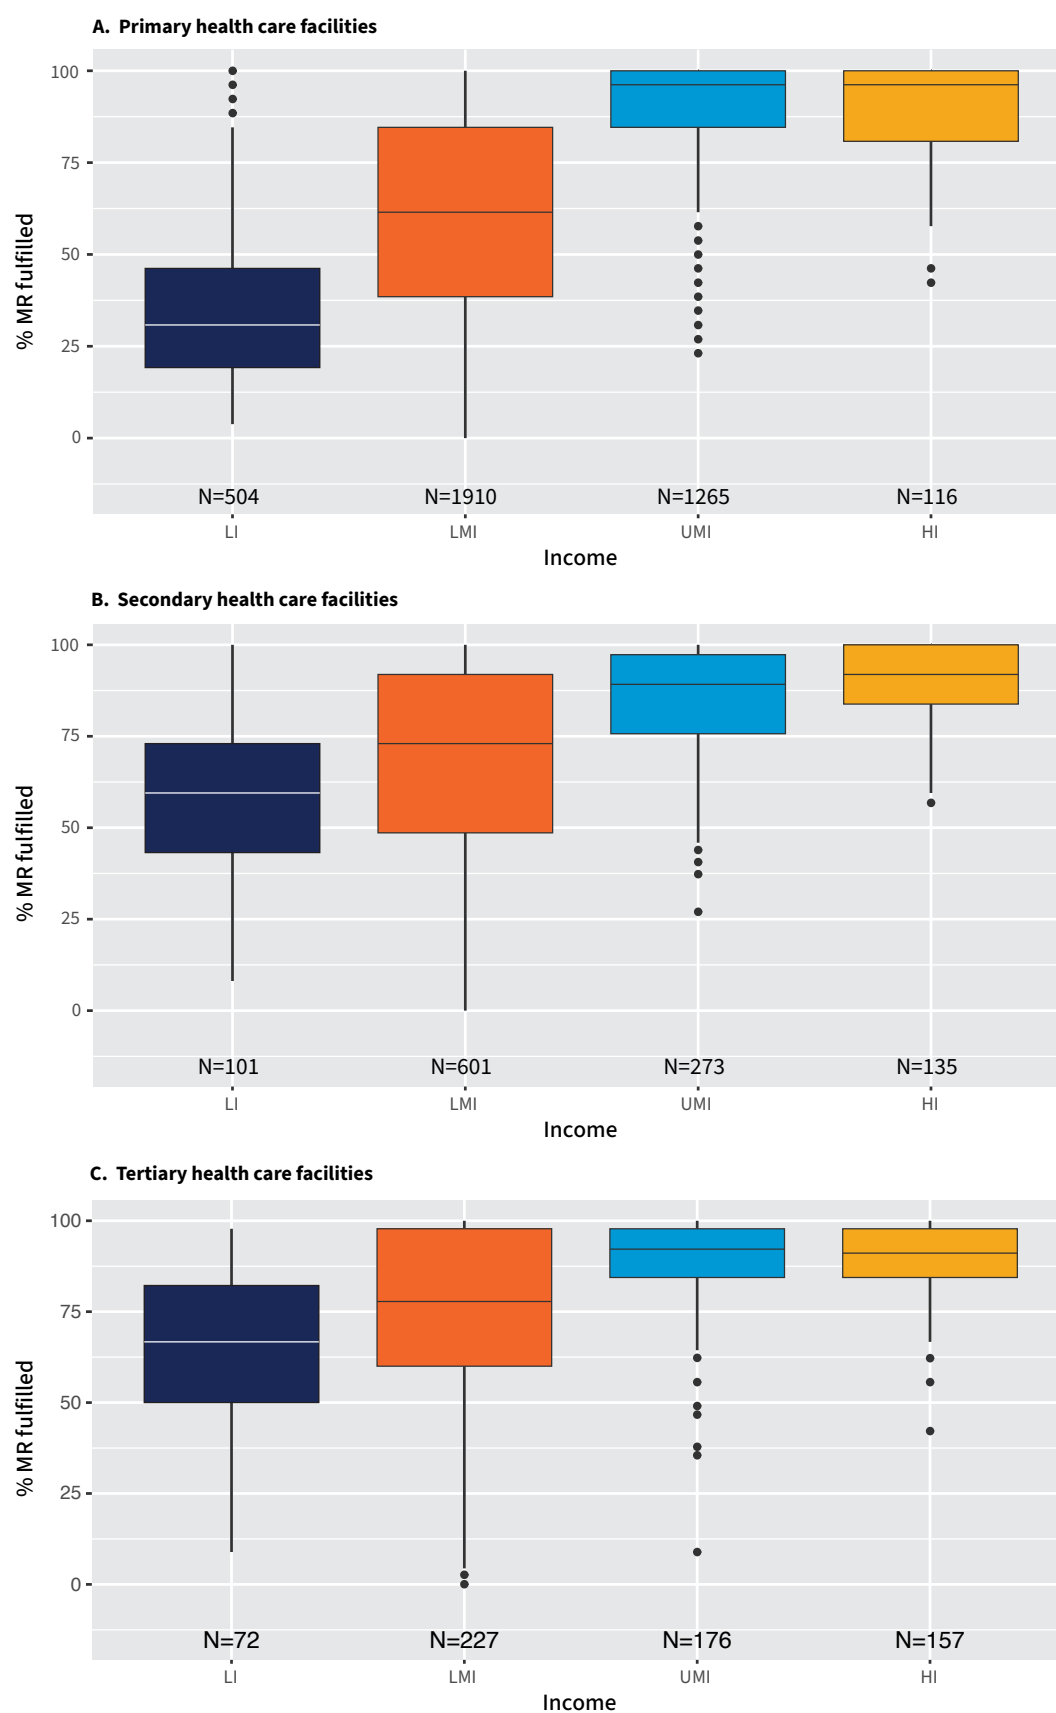 A. Primary health care facilities
100
75
50
25
0
% MR fulfilled
N=504 N=1910 N=1265 N=116
LI LMI UMI HI
Income
B. Secondary health care facilities
100
75
50
25
0
% MR fulfilled
N=101 N=601 N=273 N=135
LI LMI UMI HI
Income
C. Tertiary health care facilities
100
75
50
25
0
% MR fulfilled
N=72 N=227 N=176 N=157
LI LMI UMI HI
Income